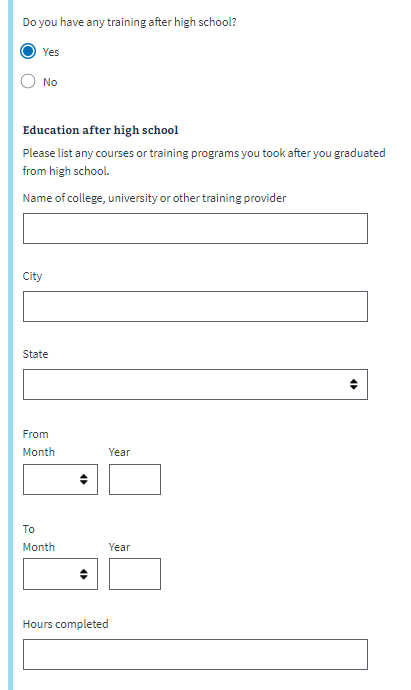 Do you have any training after high school?
Yes
No
Education after high school
Please list any courses or training programs you took after you graduated
from high school.
Name of college, university or other training provider
City
State
From
Month Year
To
Month Year
Hours completed